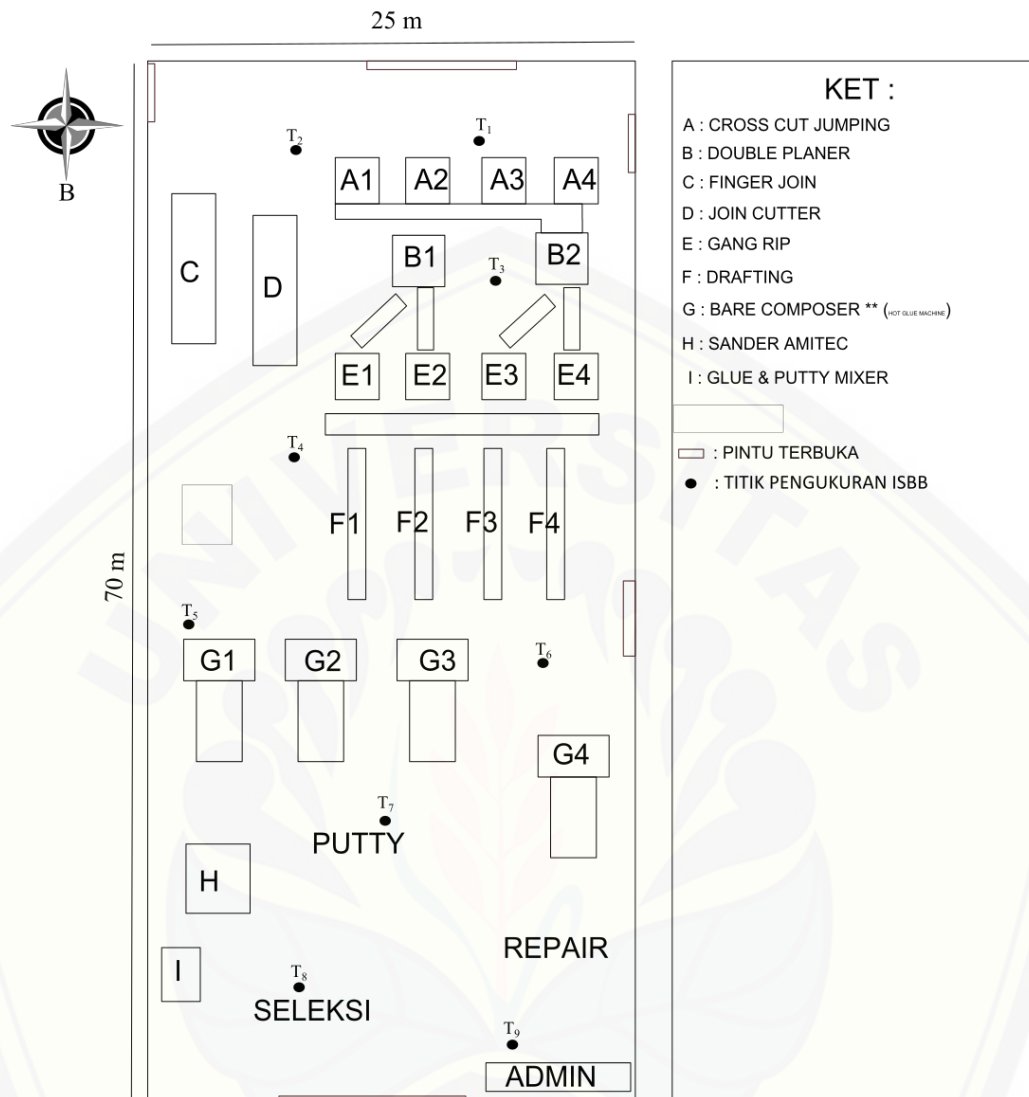 25 m
70 m
B
T1
T2
A1 A2 A3 A4
C
D
B1
T3
B2
E1 E2 E3 E4
T4
F1 F2 F3 F4
T5
G1 G2 G3
T6
G4
T7
PUTTY
H
REPAIR
I
T8
SELEKSI
T9
ADMIN
KET :
A : CROSS CUT JUMPING
B : DOUBLE PLANER
C : FINGER JOIN
D : JOIN CUTTER
E : GANG RIP
F : DRAFTING
G : BARE COMPOSER ** (HOT GLUE MACHINE)
H : SANDER AMITEC
I : GLUE & PUTTY MIXER
: PINTU TERBUKA
: TITIK PENGUKURAN ISBB
UNIVERSITAS